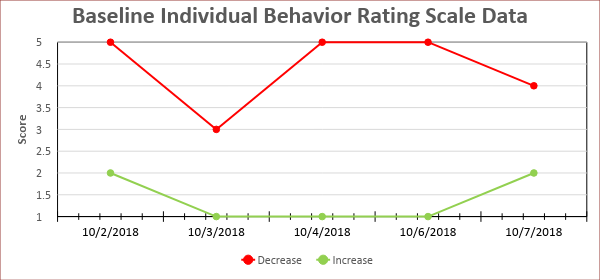 Baseline Individual Behavior Rating Scale Data
5
4.5
4
3.5
3
2.5
2
1.5
1
Score
10/2/2018 10/3/2018 10/4/2018 10/6/2018 10/7/2018
Decrease Increase